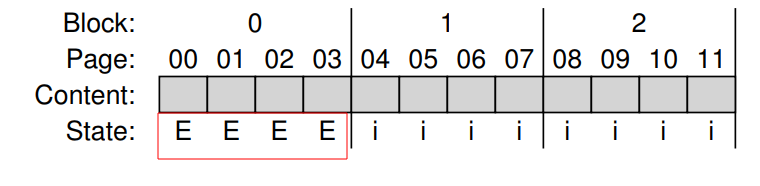 Block: 0 1 2
Page: 00 01 02 03 04 05 06 07 08 09 10 11
Content:
State: E E E E i i i i i i i i